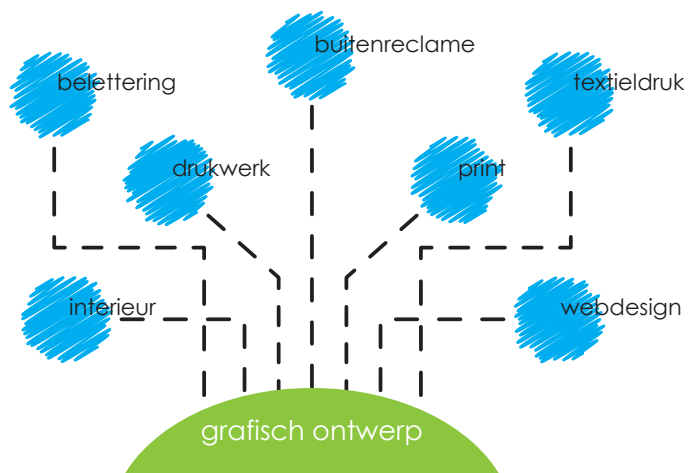 buitenreclame
belettering
textieldruk
drukwerk
print
interieur
webdesign
grafisch ontwerp